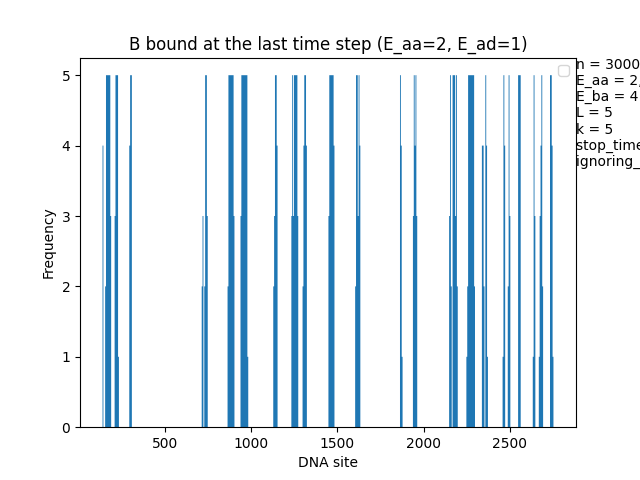 B bound at the last time step (E_aa=2, E_ad=1)
n = 3000
E_aa = 2,
E_ba = 4
L = 5
k = 5
stop_time
ignoring_
5
4
3
2
1
0
Frequency
500
1000
1500
2000
2500
DNA site